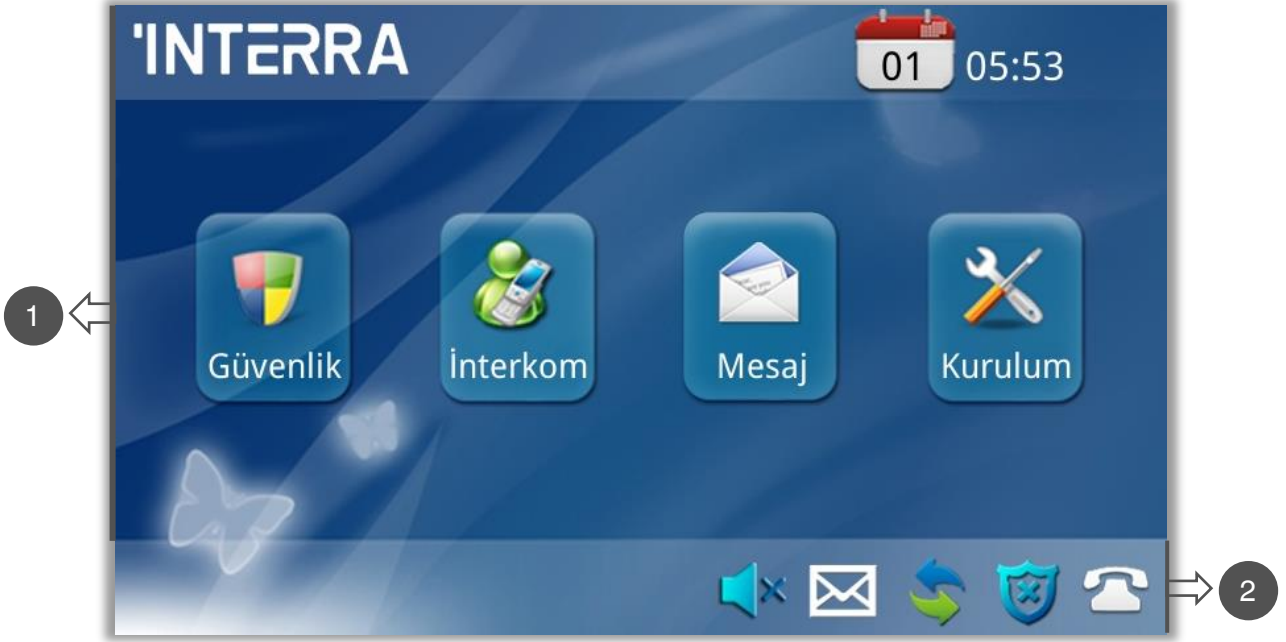 INTERRA
01
05:53
1
Güvenlik
İnterkom
Mesaj
Kurulum
2